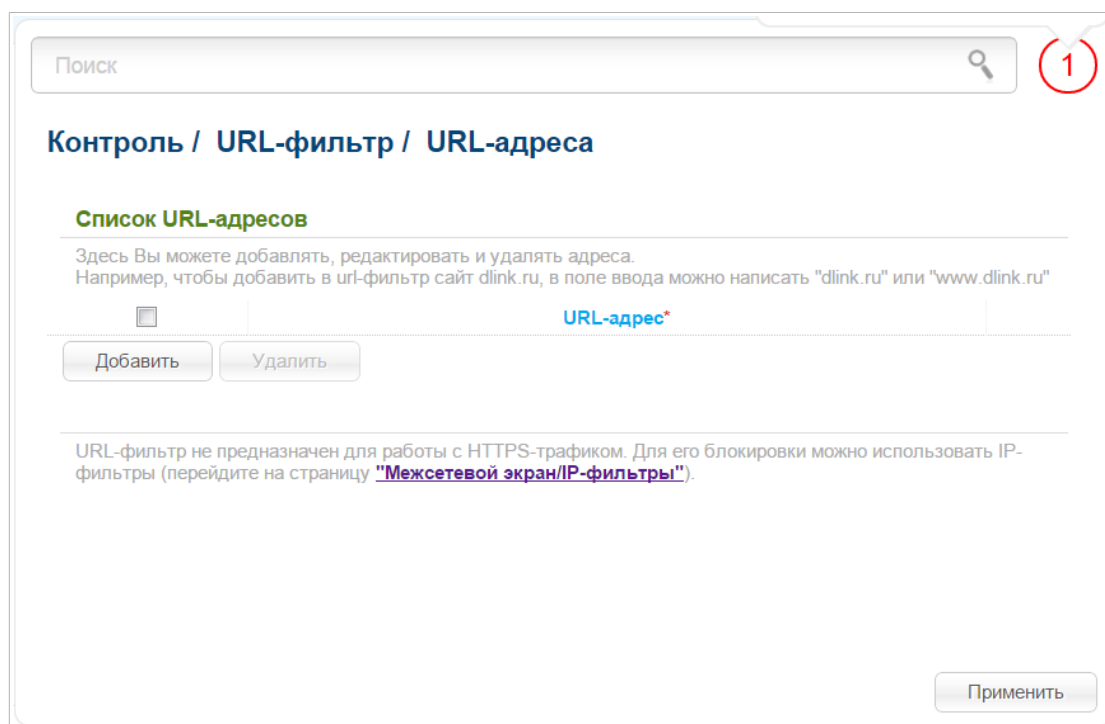 Поиск
1
Контроль / URL-фильтр / URL-адреса
Список URL-адресов
Здесь Вы можете добавлять, редактировать и удалять адреса.
Например, чтобы добавить в url-фильтр сайт dlink.ru, в поле ввода можно написать "dlink.ru" или "www.dlink.ru"
URL-адрес*
Добавить
Удалить
URL-фильтр не предназначен для работы с HTTPS-трафиком. Для его блокировки можно использовать IP-
фильтры (перейдите на страницу "Межсетевой экран/IP-фильтры").
Применить